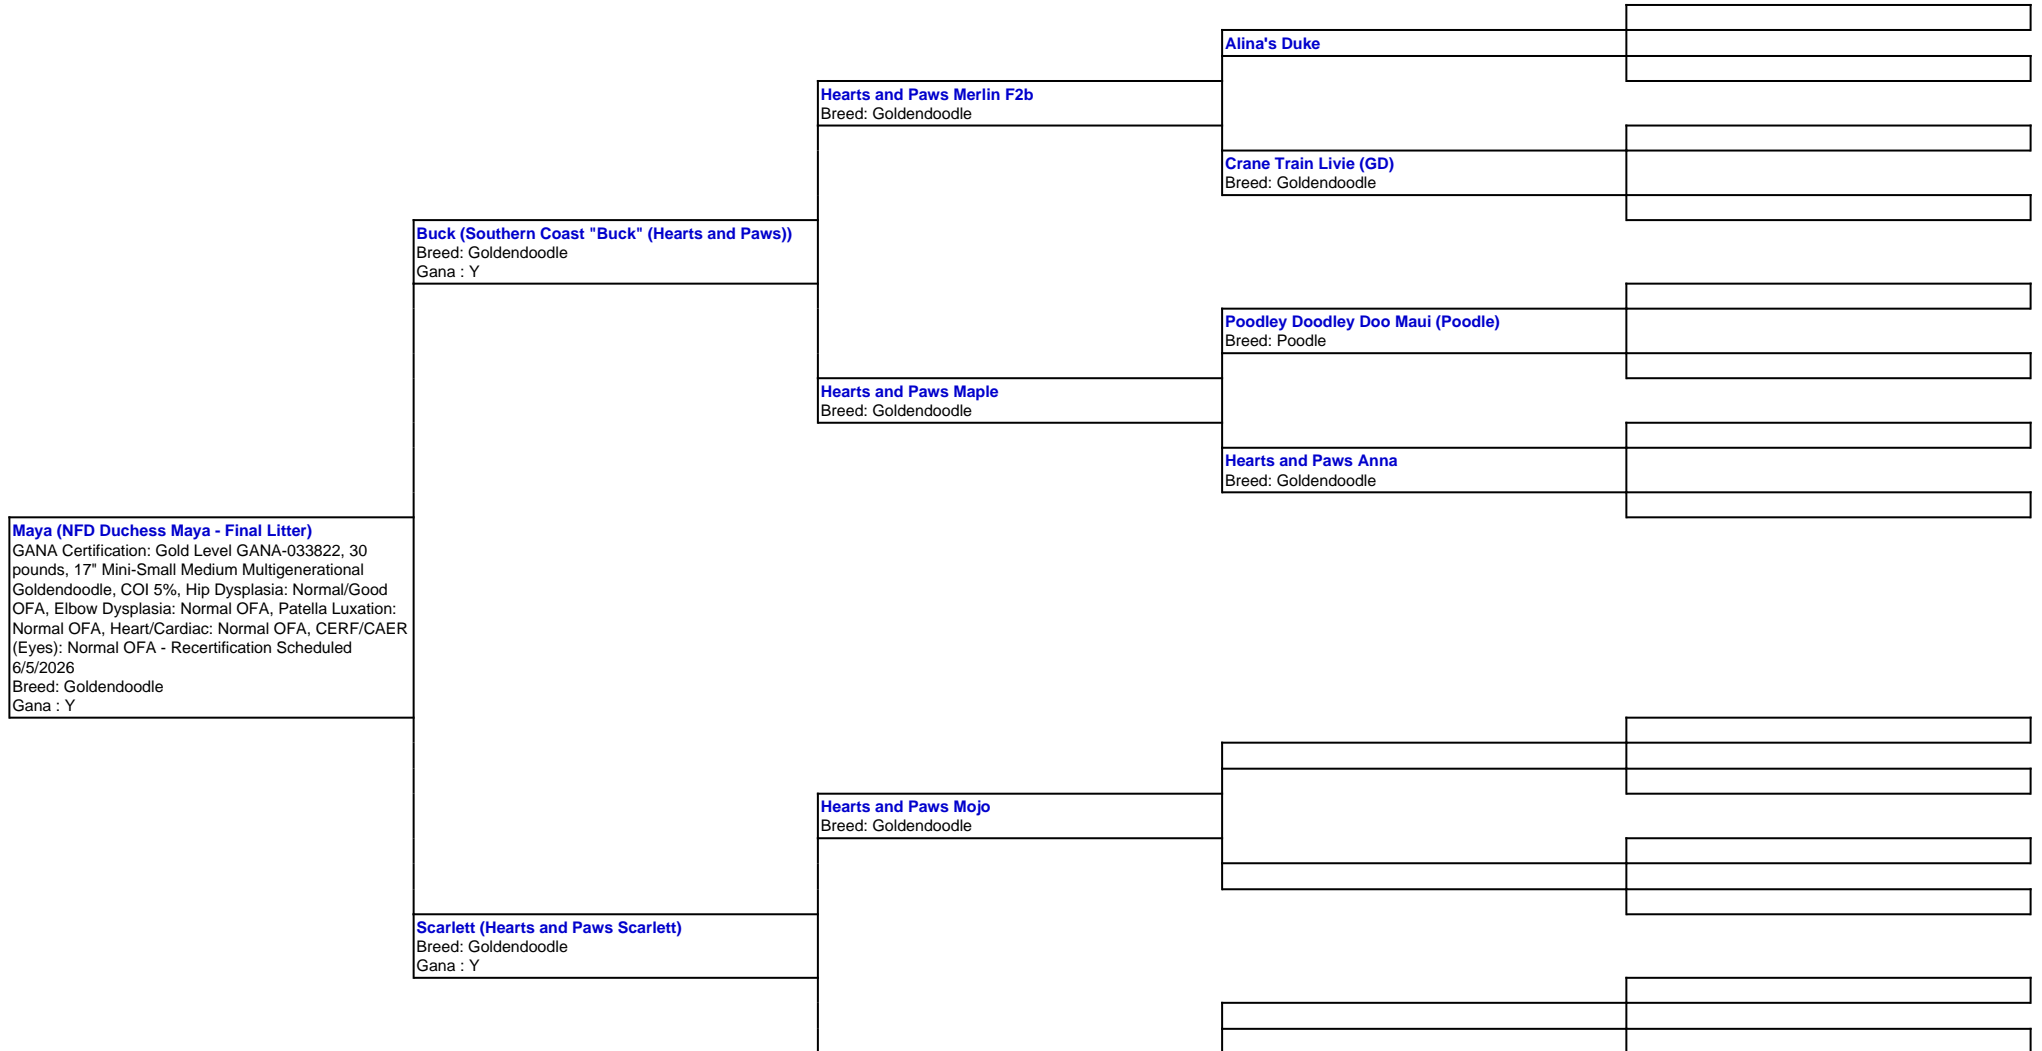 Alina's Duke
Hearts and Paws Merlin F2b
Breed: Goldendoodle
Crane Train Livie (GD)
Breed: Goldendoodle
Buck (Southern Coast "Buck" (Hearts and Paws))
Breed: Goldendoodle
Gana : Y
Poodley Doodley Doo Maui (Poodle)
Breed: Poodle
Hearts and Paws Maple
Breed: Goldendoodle
Hearts and Paws Anna
Breed: Goldendoodle
Maya (NFD Duchess Maya - Final Litter)
GANA Certification: Gold Level GANA-033822, 30
pounds, 17" Mini-Small Medium Multigenerational
Goldendoodle, COI 5%, Hip Dysplasia: Normal/Good
OFA, Elbow Dysplasia: Normal OFA, Patella Luxation:
Normal OFA, Heart/Cardiac: Normal OFA, CERF/CAER
(Eyes): Normal OFA - Recertification Scheduled
6/5/2026
Breed: Goldendoodle
Gana : Y
Hearts and Paws Mojo
Breed: Goldendoodle
Scarlett (Hearts and Paws Scarlett)
Breed: Goldendoodle
Gana : Y